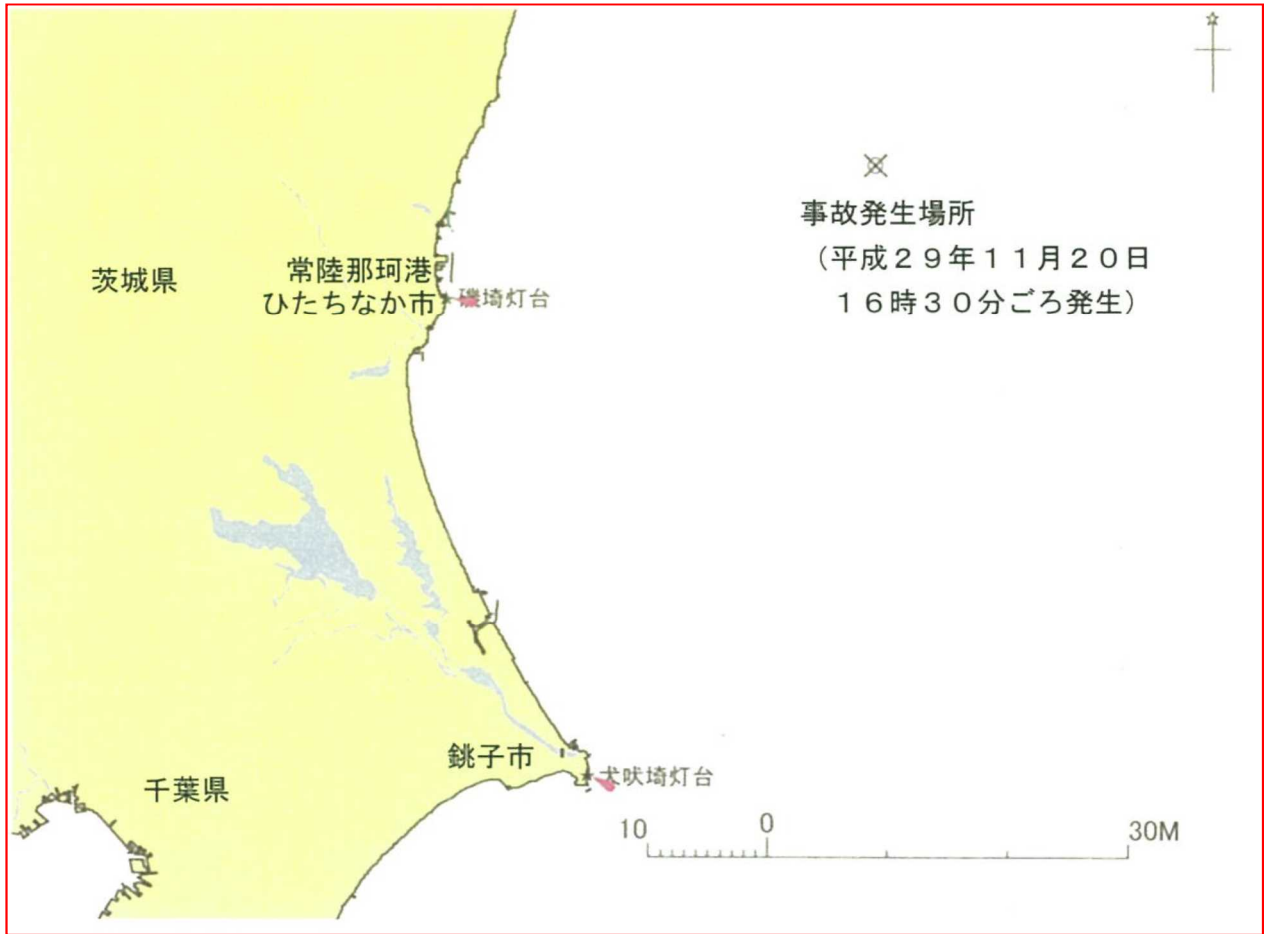 事故発生場所
（平成２９年１１月２０日
１６時３０分ごろ発生）
茨城県
常陸那珂港
ひたちなか市
磯埼灯台
銚子市
犬吠埼灯台
千葉県
10
0
30M